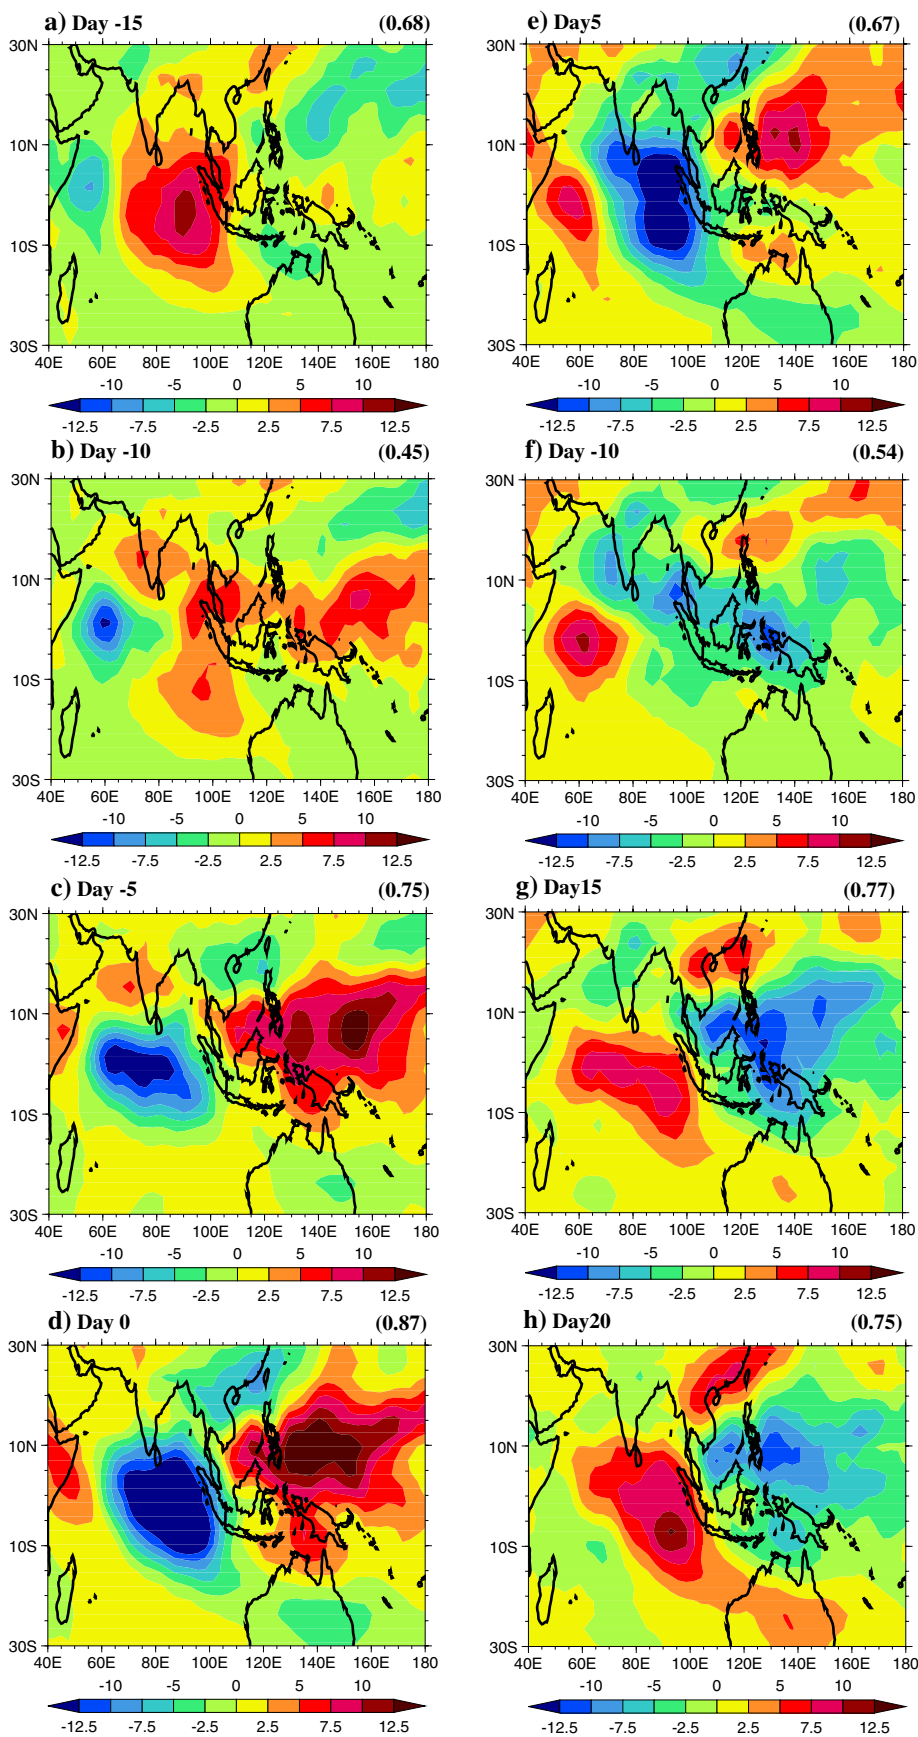 a) Day -15 (0.68)
30N
10N
10S
30S
40E 60E 80E 100E 120E 140E 160E 180
-10 -5 0 5 10
-12.5 -7.5 -2.5 2.5 7.5 12.5
b) Day -10 (0.45)
30N
10N
10S
30S
40E 60E 80E 100E 120E 140E 160E 180
-10 -5 0 5 10
-12.5 -7.5 -2.5 2.5 7.5 12.5
c) Day -5 (0.75)
30N
10N
10S
30S
40E 60E 80E 100E 120E 140E 160E 180
-10 -5 0 5 10
-12.5 -7.5 -2.5 2.5 7.5 12.5
d) Day 0 (0.87)
30N
10N
10S
30S
40E 60E 80E 100E 120E 140E 160E 180
-10 -5 0 5 10
-12.5 -7.5 -2.5 2.5 7.5 12.5
e) Day5 (0.67)
30N
10N
10S
30S
40E 60E 80E 100E 120E 140E 160E 180
-10 -5 0 5 10
-12.5 -7.5 -2.5 2.5 7.5 12.5
f) Day -10 (0.54)
30N
10N
10S
30S
40E 60E 80E 100E 120E 140E 160E 180
-10 -5 0 5 10
-12.5 -7.5 -2.5 2.5 7.5 12.5
g) Day15 (0.77)
30N
10N
10S
30S
40E 60E 80E 100E 120E 140E 160E 180
-10 -5 0 5 10
-12.5 -7.5 -2.5 2.5 7.5 12.5
h) Day20 (0.75)
30N
10N
10S
30S
40E 60E 80E 100E 120E 140E 160E 180
-10 -5 0 5 10
-12.5 -7.5 -2.5 2.5 7.5 12.5